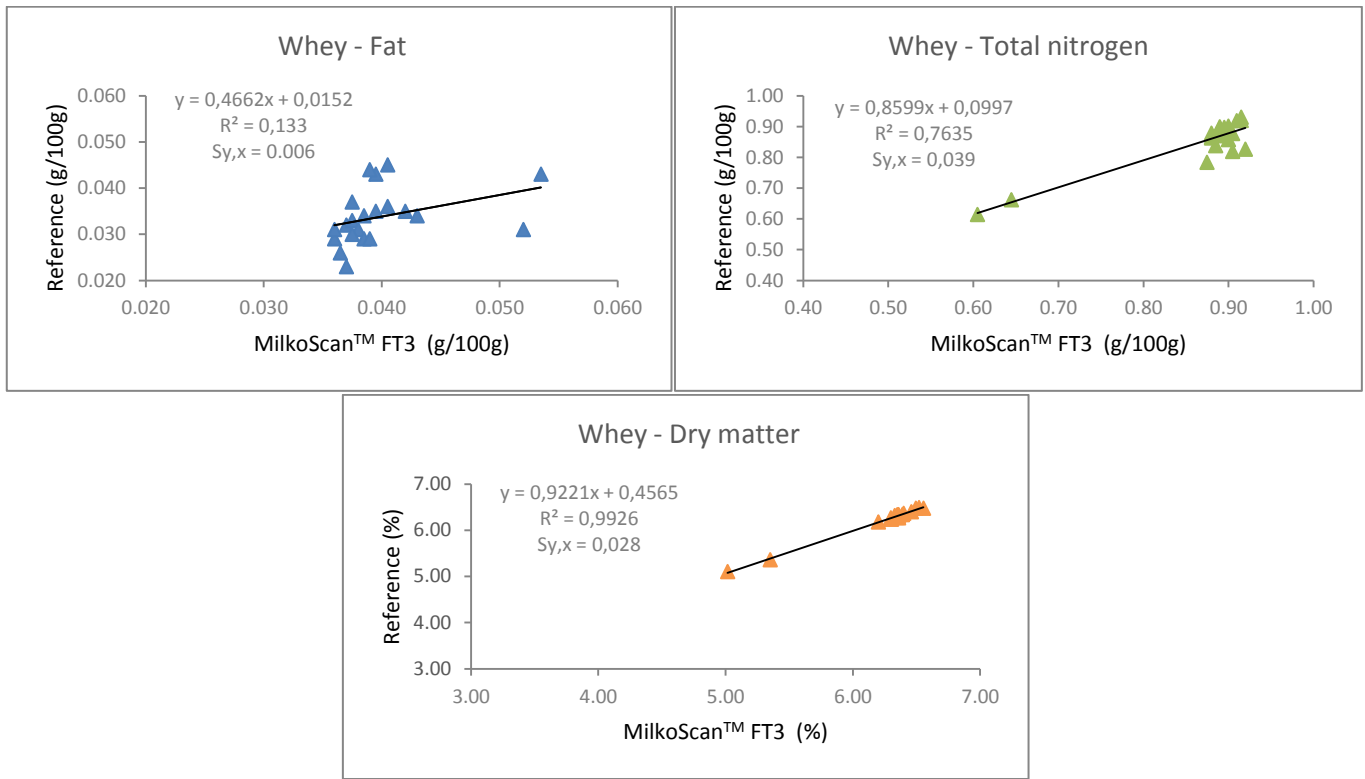 Whey - Fat
y = 0,4662x + 0,0152
R² = 0,133
Sy,x = 0.006
Reference (g/100g)
0.060
0.050
0.040
0.030
0.020
0.020
0.030
0.040
0.050
0.060
MilkoScan™ FT3 (g/100g)
Whey - Total nitrogen
y = 0,8599x + 0,0997
R² = 0,7635
Sy,x = 0,039
Reference (g/100g)
1.00
0.90
0.80
0.70
0.60
0.50
0.40
0.40
0.50
0.60
0.70
0.80
0.90
1.00
MilkoScan™ FT3 (g/100g)
Whey - Dry matter
y = 0,9221x + 0,4565
R² = 0,9926
Sy,x = 0,028
Reference (%)
7.00
6.00
5.00
4.00
3.00
3.00
4.00
5.00
6.00
7.00
MilkoScan™ FT3 (%)